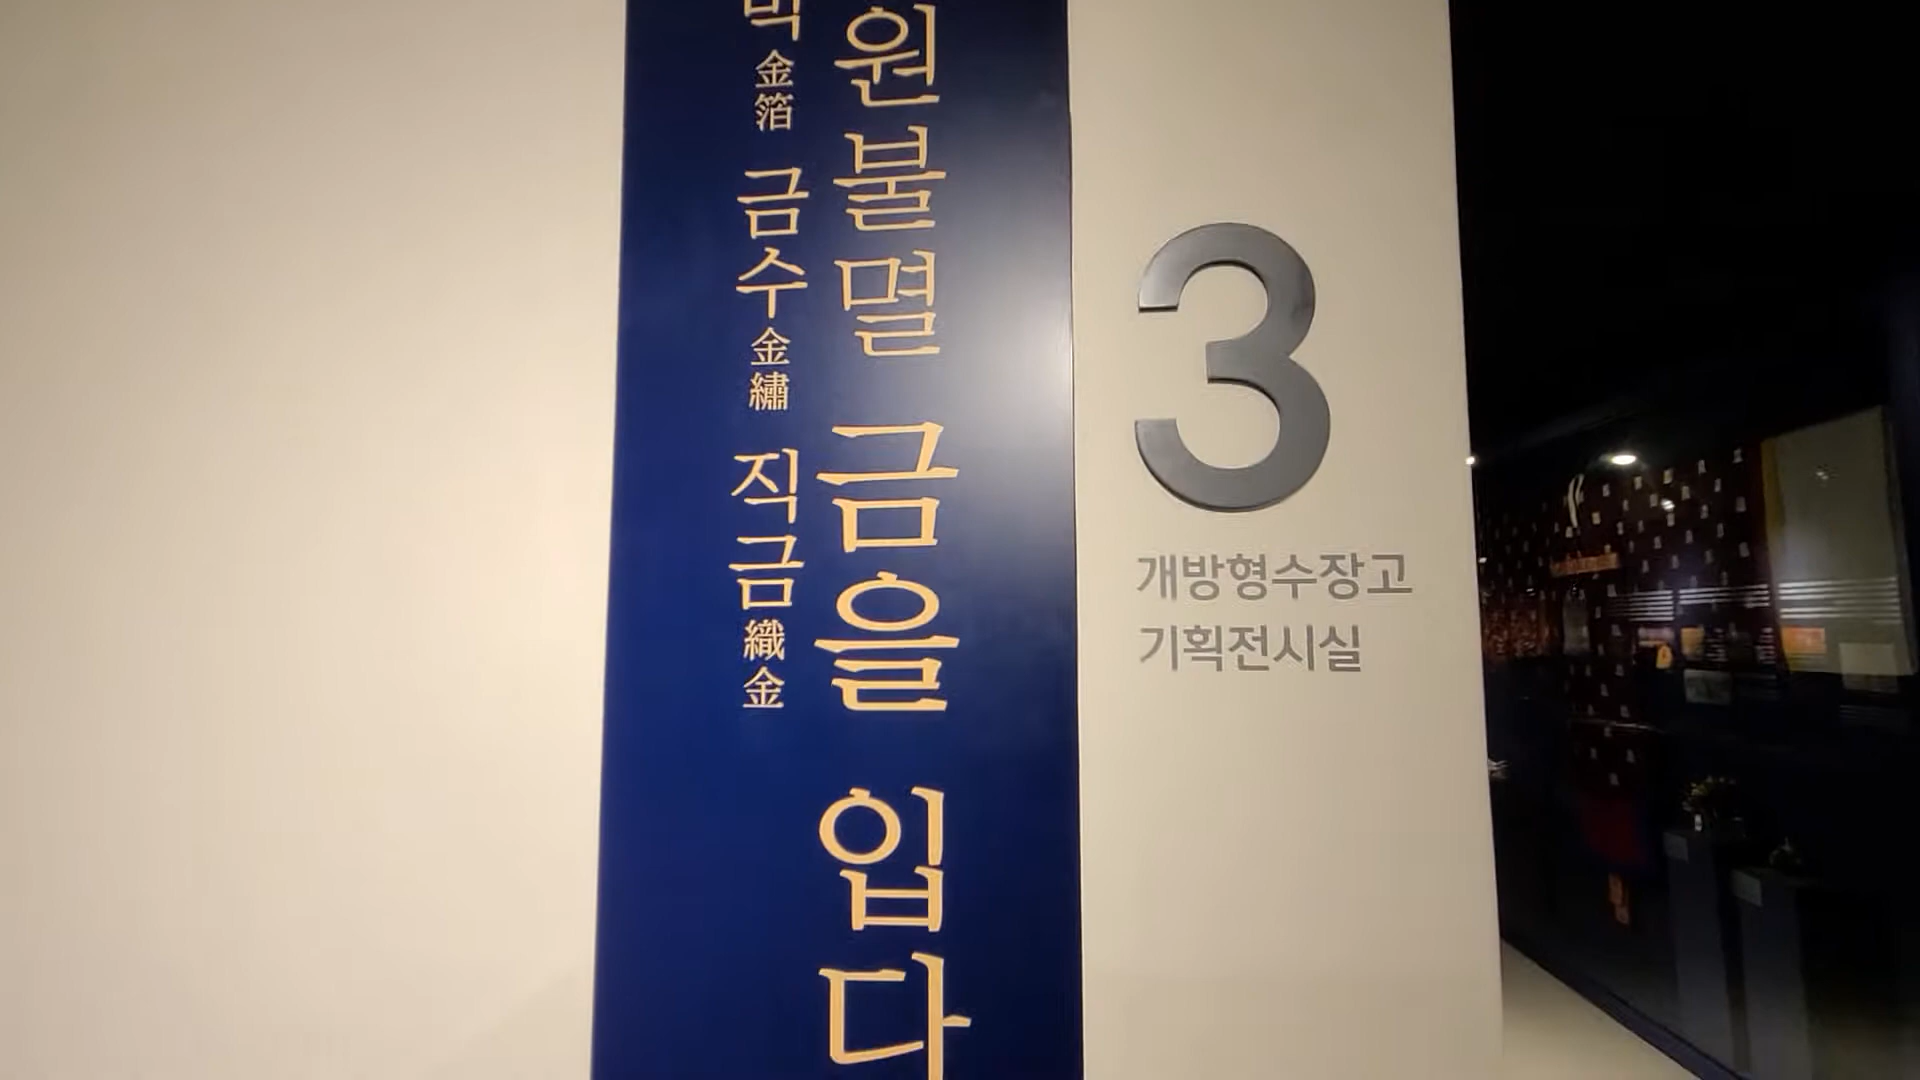 원불멸 금을 입다
金箔 금수金繡 직금織金
3
개방형수장고
기획전시실